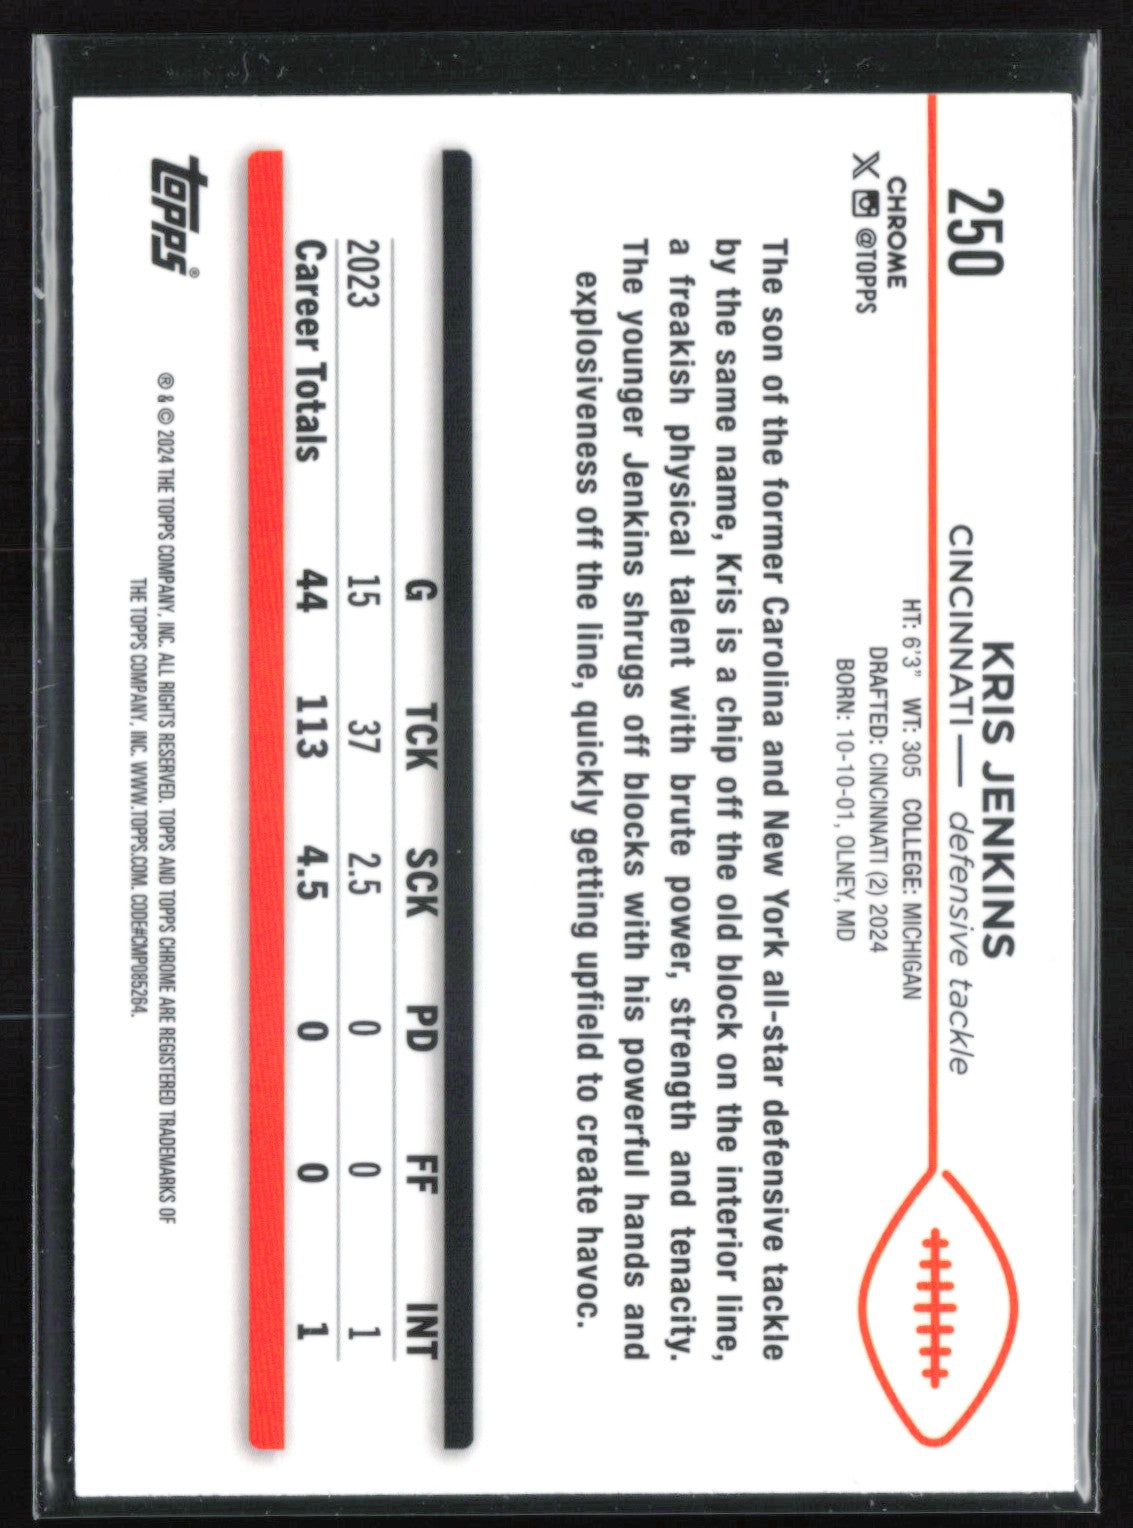 250
KRIS JENKINS
CINCINNATI — defensive tackle
CHROME
X @TOPPS
HT: 6'3" WT: 305 COLLEGE: MICHIGAN
DRAFTED: CINCINNATI (2) 2024
BORN: 10-10-01, OLNEY, MD
The son of the former Carolina and New York all-star defensive tackle
by the same name, Kris is a chip off the old block on the interior line,
a freakish physical talent with brute power, strength and tenacity.
The younger Jenkins shrugs off blocks with his powerful hands and
explosiveness off the line, quickly getting upfield to create havoc.
G TCK SCK PD FF INT
2023 15 37 2.5 0 0 1
Career Totals 44 113 4.5 0 0 1
topps®
® & © 2024 THE TOPPS COMPANY, INC. ALL RIGHTS RESERVED. TOPPS AND TOPPS CHROME ARE REGISTERED TRADEMARKS OF
THE TOPPS COMPANY, INC. WWW.TOPPS.COM. CODE#CMP085264.